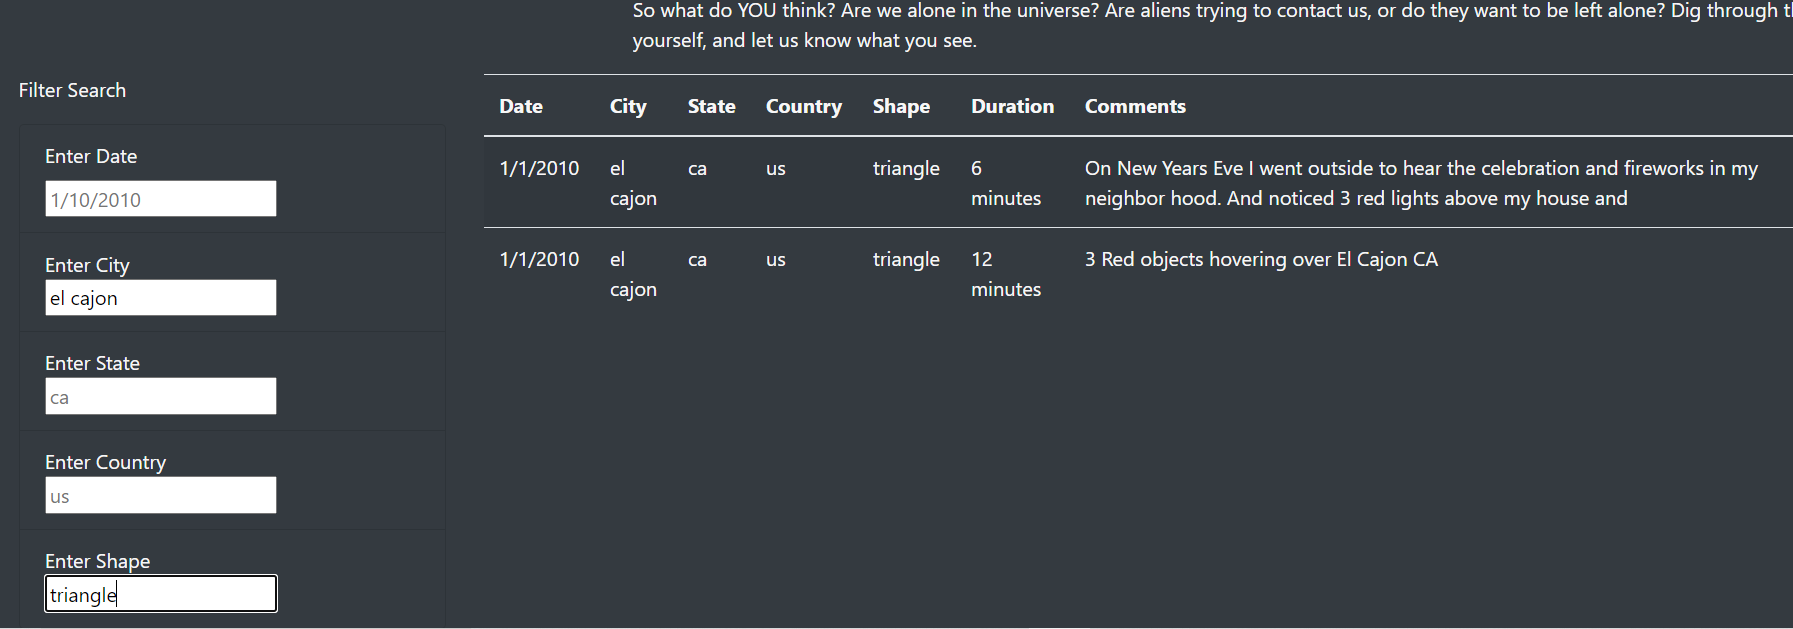 So what do YOU think? Are we alone in the universe? Are aliens trying to contact us, or do they want to be left alone? Dig through
yourself, and let us know what you see.
Filter Search
Enter Date
1/10/2010
Enter City
el cajon
Enter State
ca
Enter Country
us
Enter Shape
triangle
Date City State Country Shape Duration Comments
1/1/2010 el ca us triangle 6 On New Years Eve I went outside to hear the celebration and fireworks in my
cajon minutes neighbor hood. And noticed 3 red lights above my house and
1/1/2010 el ca us triangle 12 3 Red objects hovering over El Cajon CA
cajon minutes